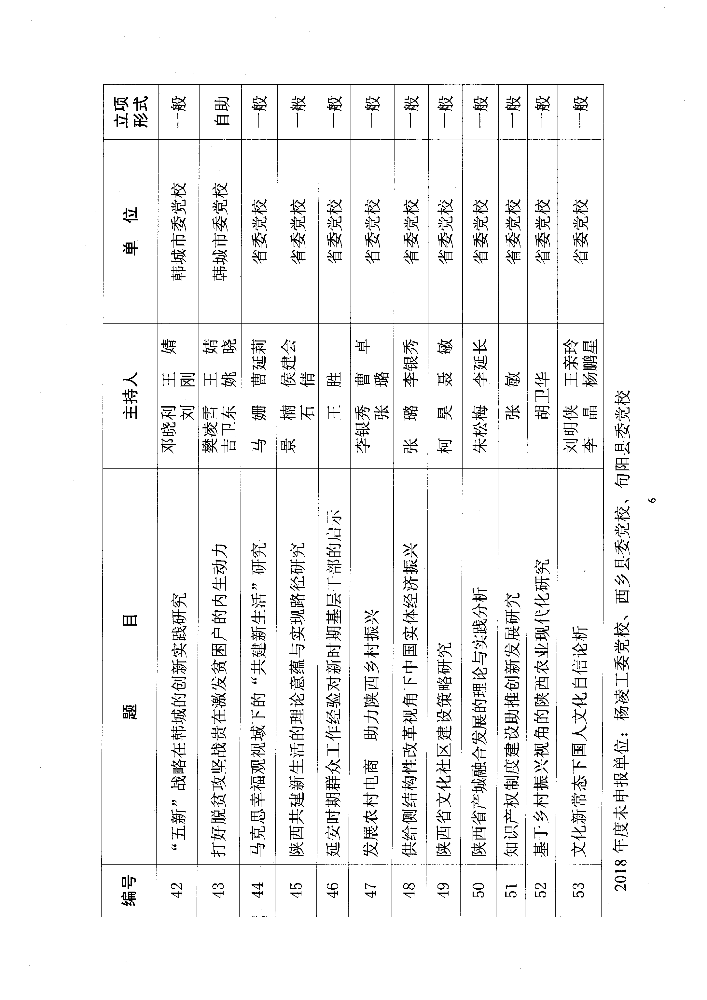 编号 题 目 主持人 单 位 立项形式
42 “五新”战略在韩城的创新实践研究 邓晓利 王 婧 韩城市委党校 一般
刘 刚
43 打好脱贫攻坚战贵在激发贫困户的内生动力 樊凌雪 王 婧 韩城市委党校 自助
吉卫东 姚 晓
44 马克思幸福观视域下的“共建新生活”研究 马 姗 曹延莉 省委党校 一般
45 陕西共建新生活的理论意蕴与实现路径研究 景 楠 侯建会 省委党校 一般
石 倩
46 延安时期群众工作经验对新时期基层干部的启示 王 胜 省委党校 一般
47 发展农村电商 助力陕西乡村振兴 李银秀 曹 卓 省委党校 一般
张 璐
48 供给侧结构性改革视角下中国实体经济振兴 张 璐 李银秀 省委党校 一般
49 陕西省文化社区建设策略研究 柯 昊 聂 敏 省委党校 一般
50 陕西省产城融合发展的理论与实践分析 朱松梅 李延长 省委党校 一般
51 知识产权制度建设助推创新发展研究 张 敏 省委党校 一般
52 基于乡村振兴视角的陕西农业现代化研究 胡卫华 省委党校 一般
53 文化新常态下国人文化自信论析 刘明侠 王亲玲 省委党校 一般
李 晶 杨鹏星
2018 年度未申报单位：杨凌工委党校、西乡县委党校、旬阳县委党校
6